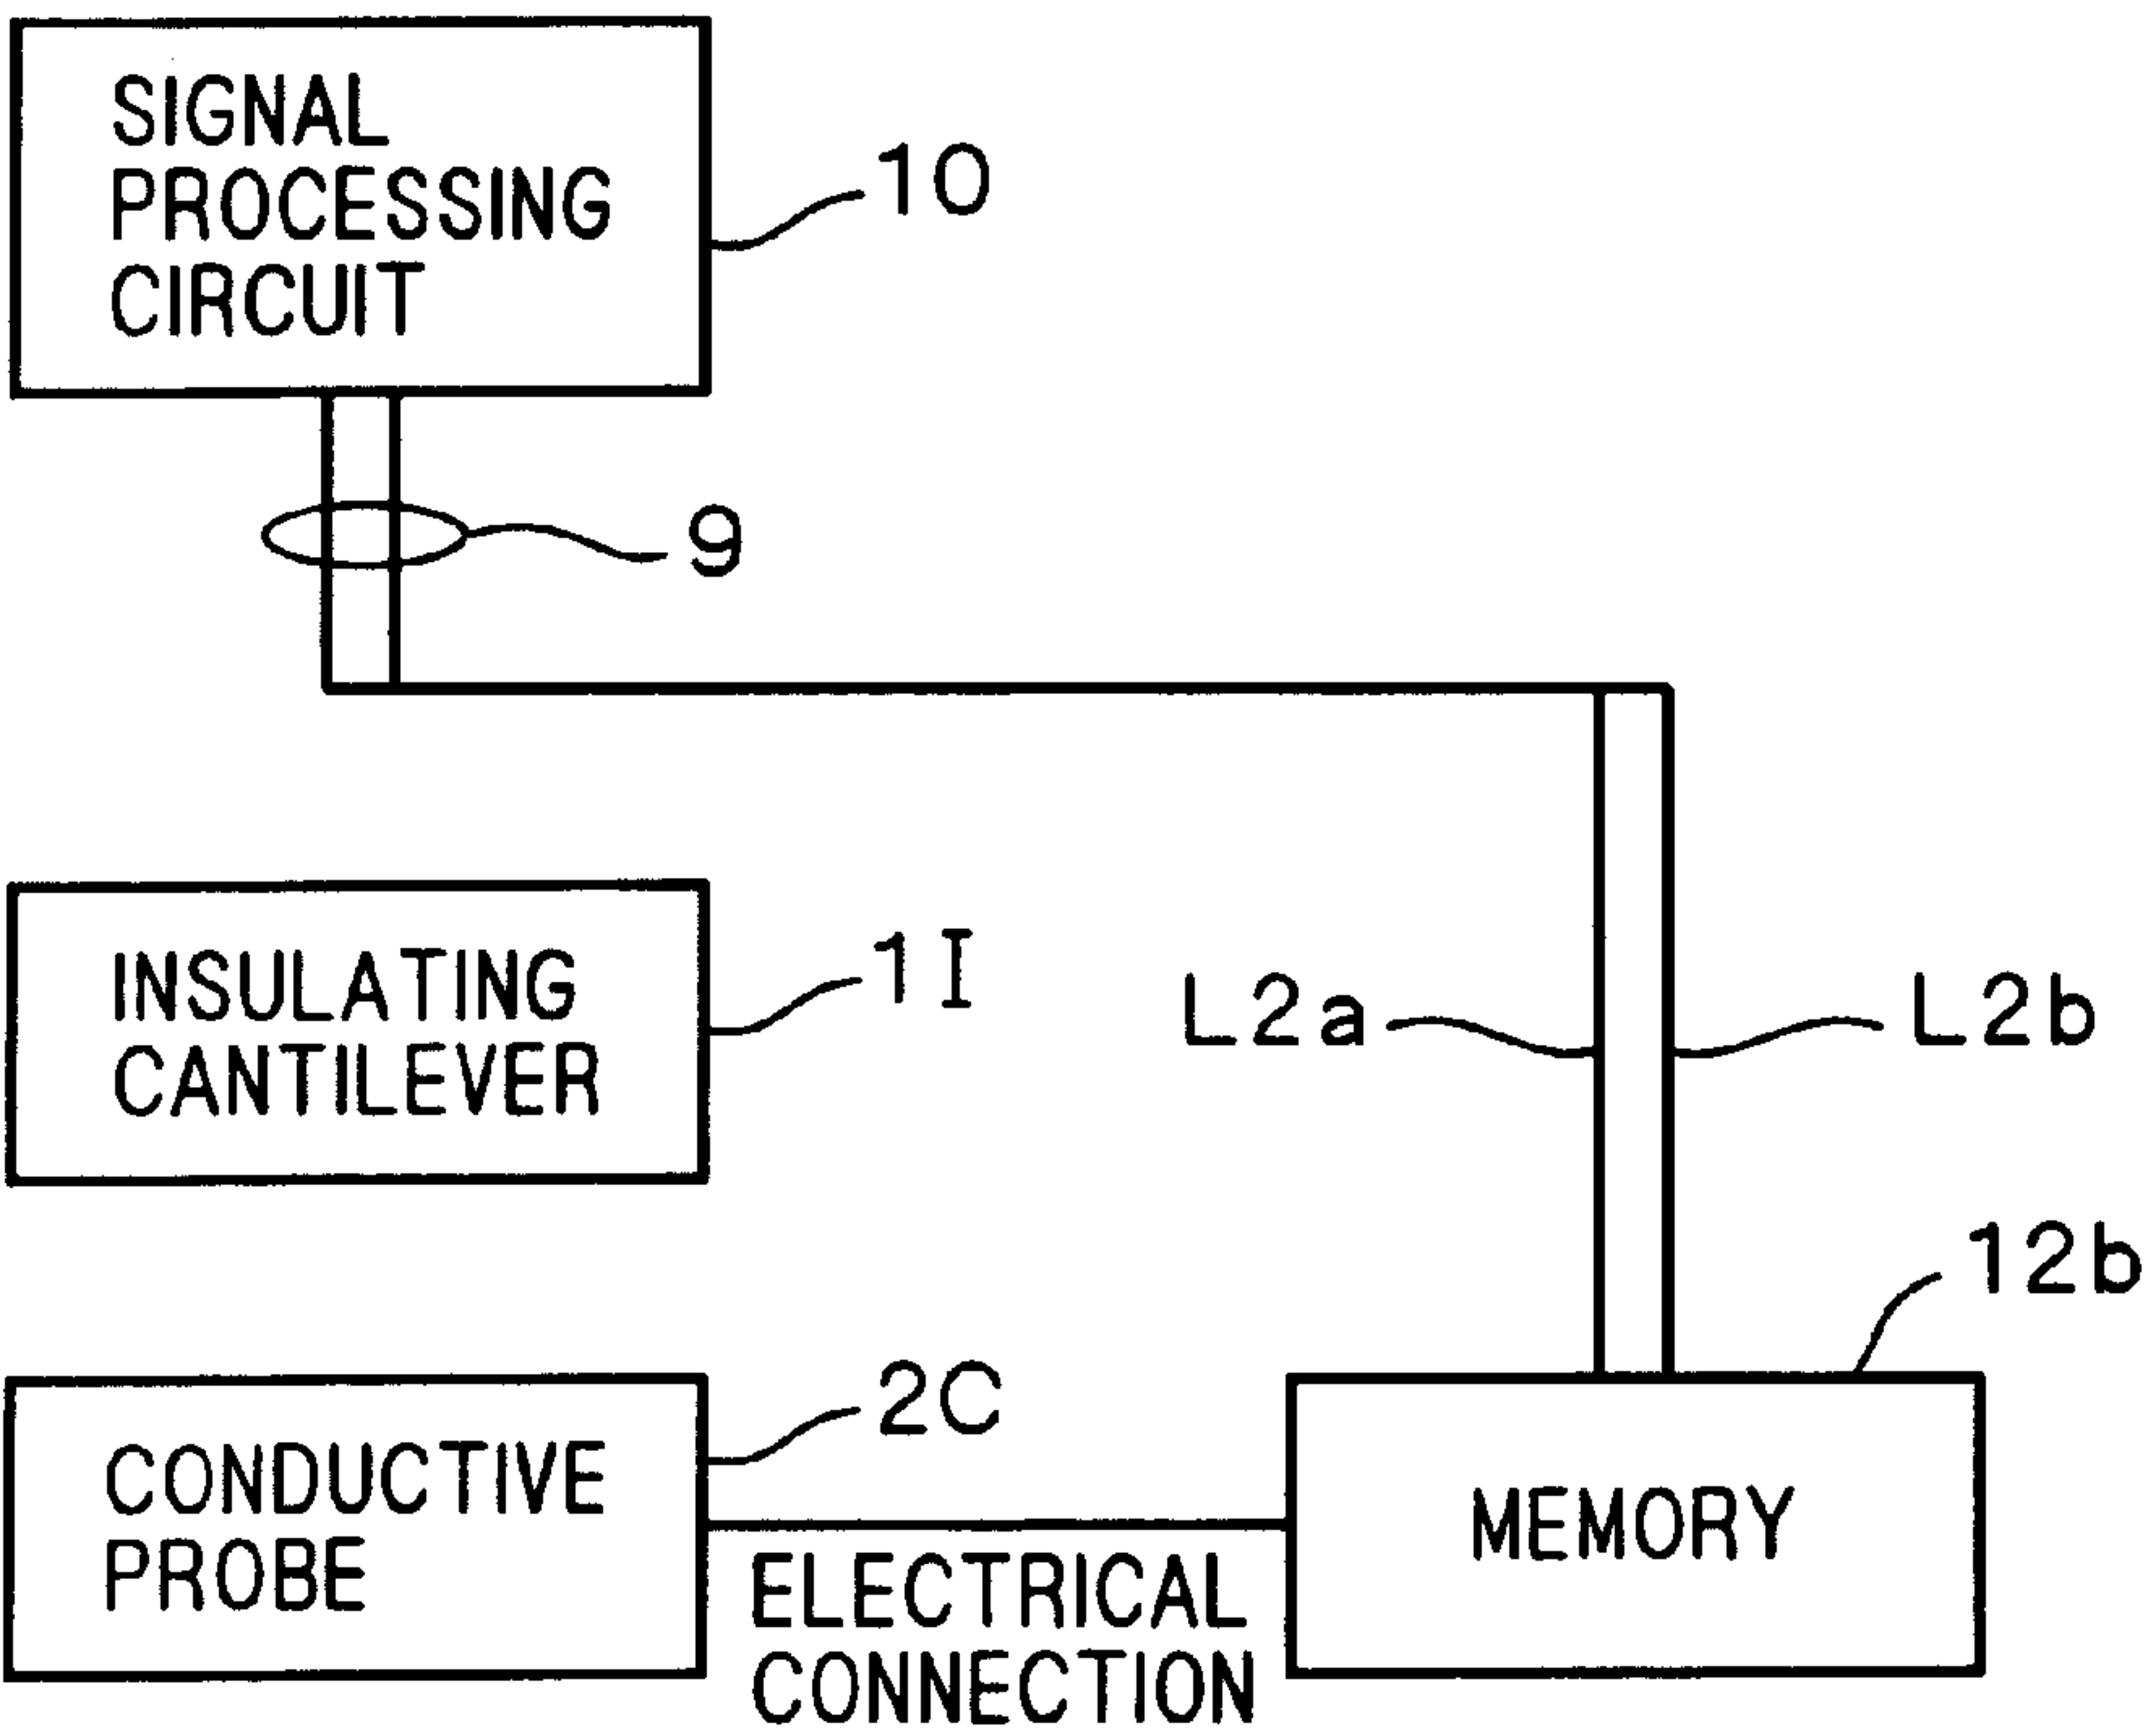 SIGNAL
PROCESSING
CIRCUIT
10
9
INSULATING
CANTILEVER
1I
L2a
L2b
12b
CONDUCTIVE
PROBE
2C
ELECTRICAL
CONNECTION
MEMORY